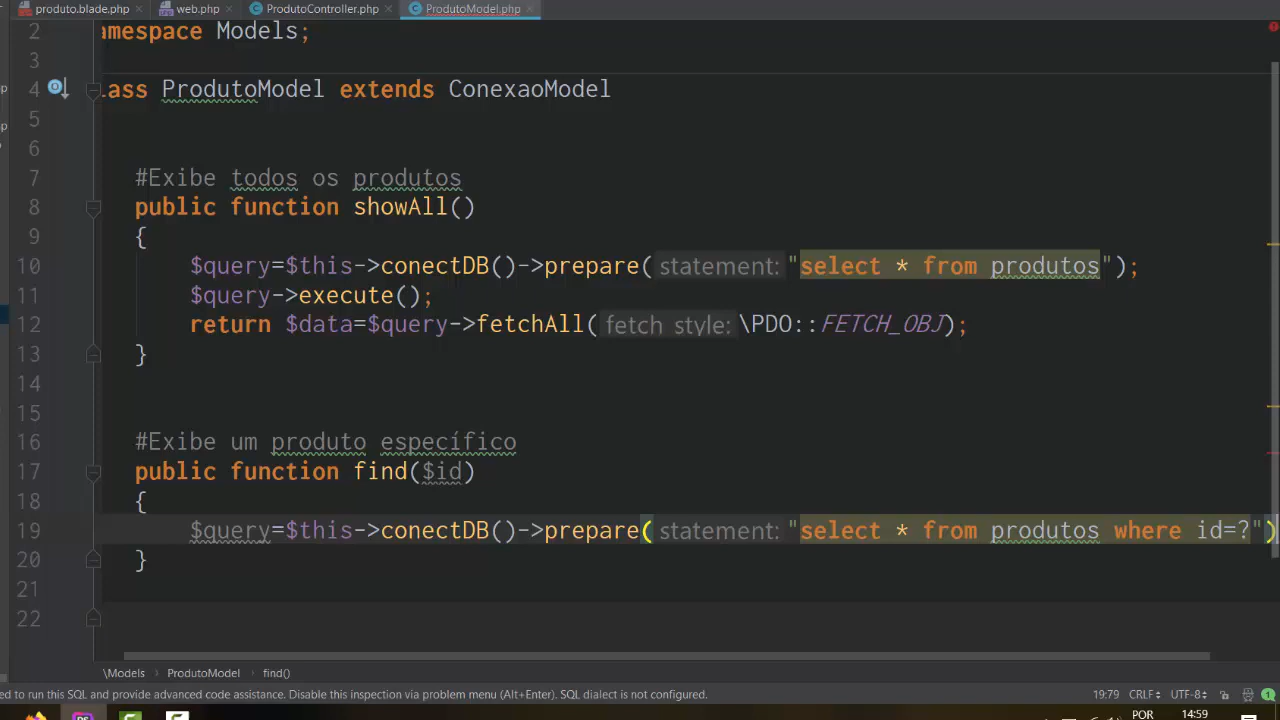 produto.blade.php × web.php × ProdutoController.php × ProdutoModel.php ×
2 amespace Models;
3
4 lass ProdutoModel extends ConexaoModel
5
6
7 #Exibe todos os produtos
8 public function showAll()
9 {
10 $query=$this->conectDB()->prepare( statement: "select * from produtos");
11 $query->execute();
12 return $data=$query->fetchAll( fetch style: \PDO::FETCH_OBJ);
13 }
14
15
16 #Exibe um produto específico
17 public function find($id)
18 {
19 $query=$this->conectDB()->prepare( statement: "select * from produtos where id=?")
20 }
21
22
\Models › ProdutoModel › find()
ed to run this SQL and provide advanced code assistance. Disable this inspection via problem menu (Alt+Enter). SQL dialect is not configured. 19:79 CRLF UTF-8 1
POR 14:59